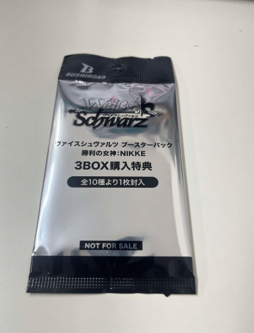 BUSHIROAD
Weiß
Schwarz
ヴァイスシュヴァルツ ブースターパック
勝利の女神:NIKKE
3BOX購入特典
全10種より1枚封入
NOT FOR SALE